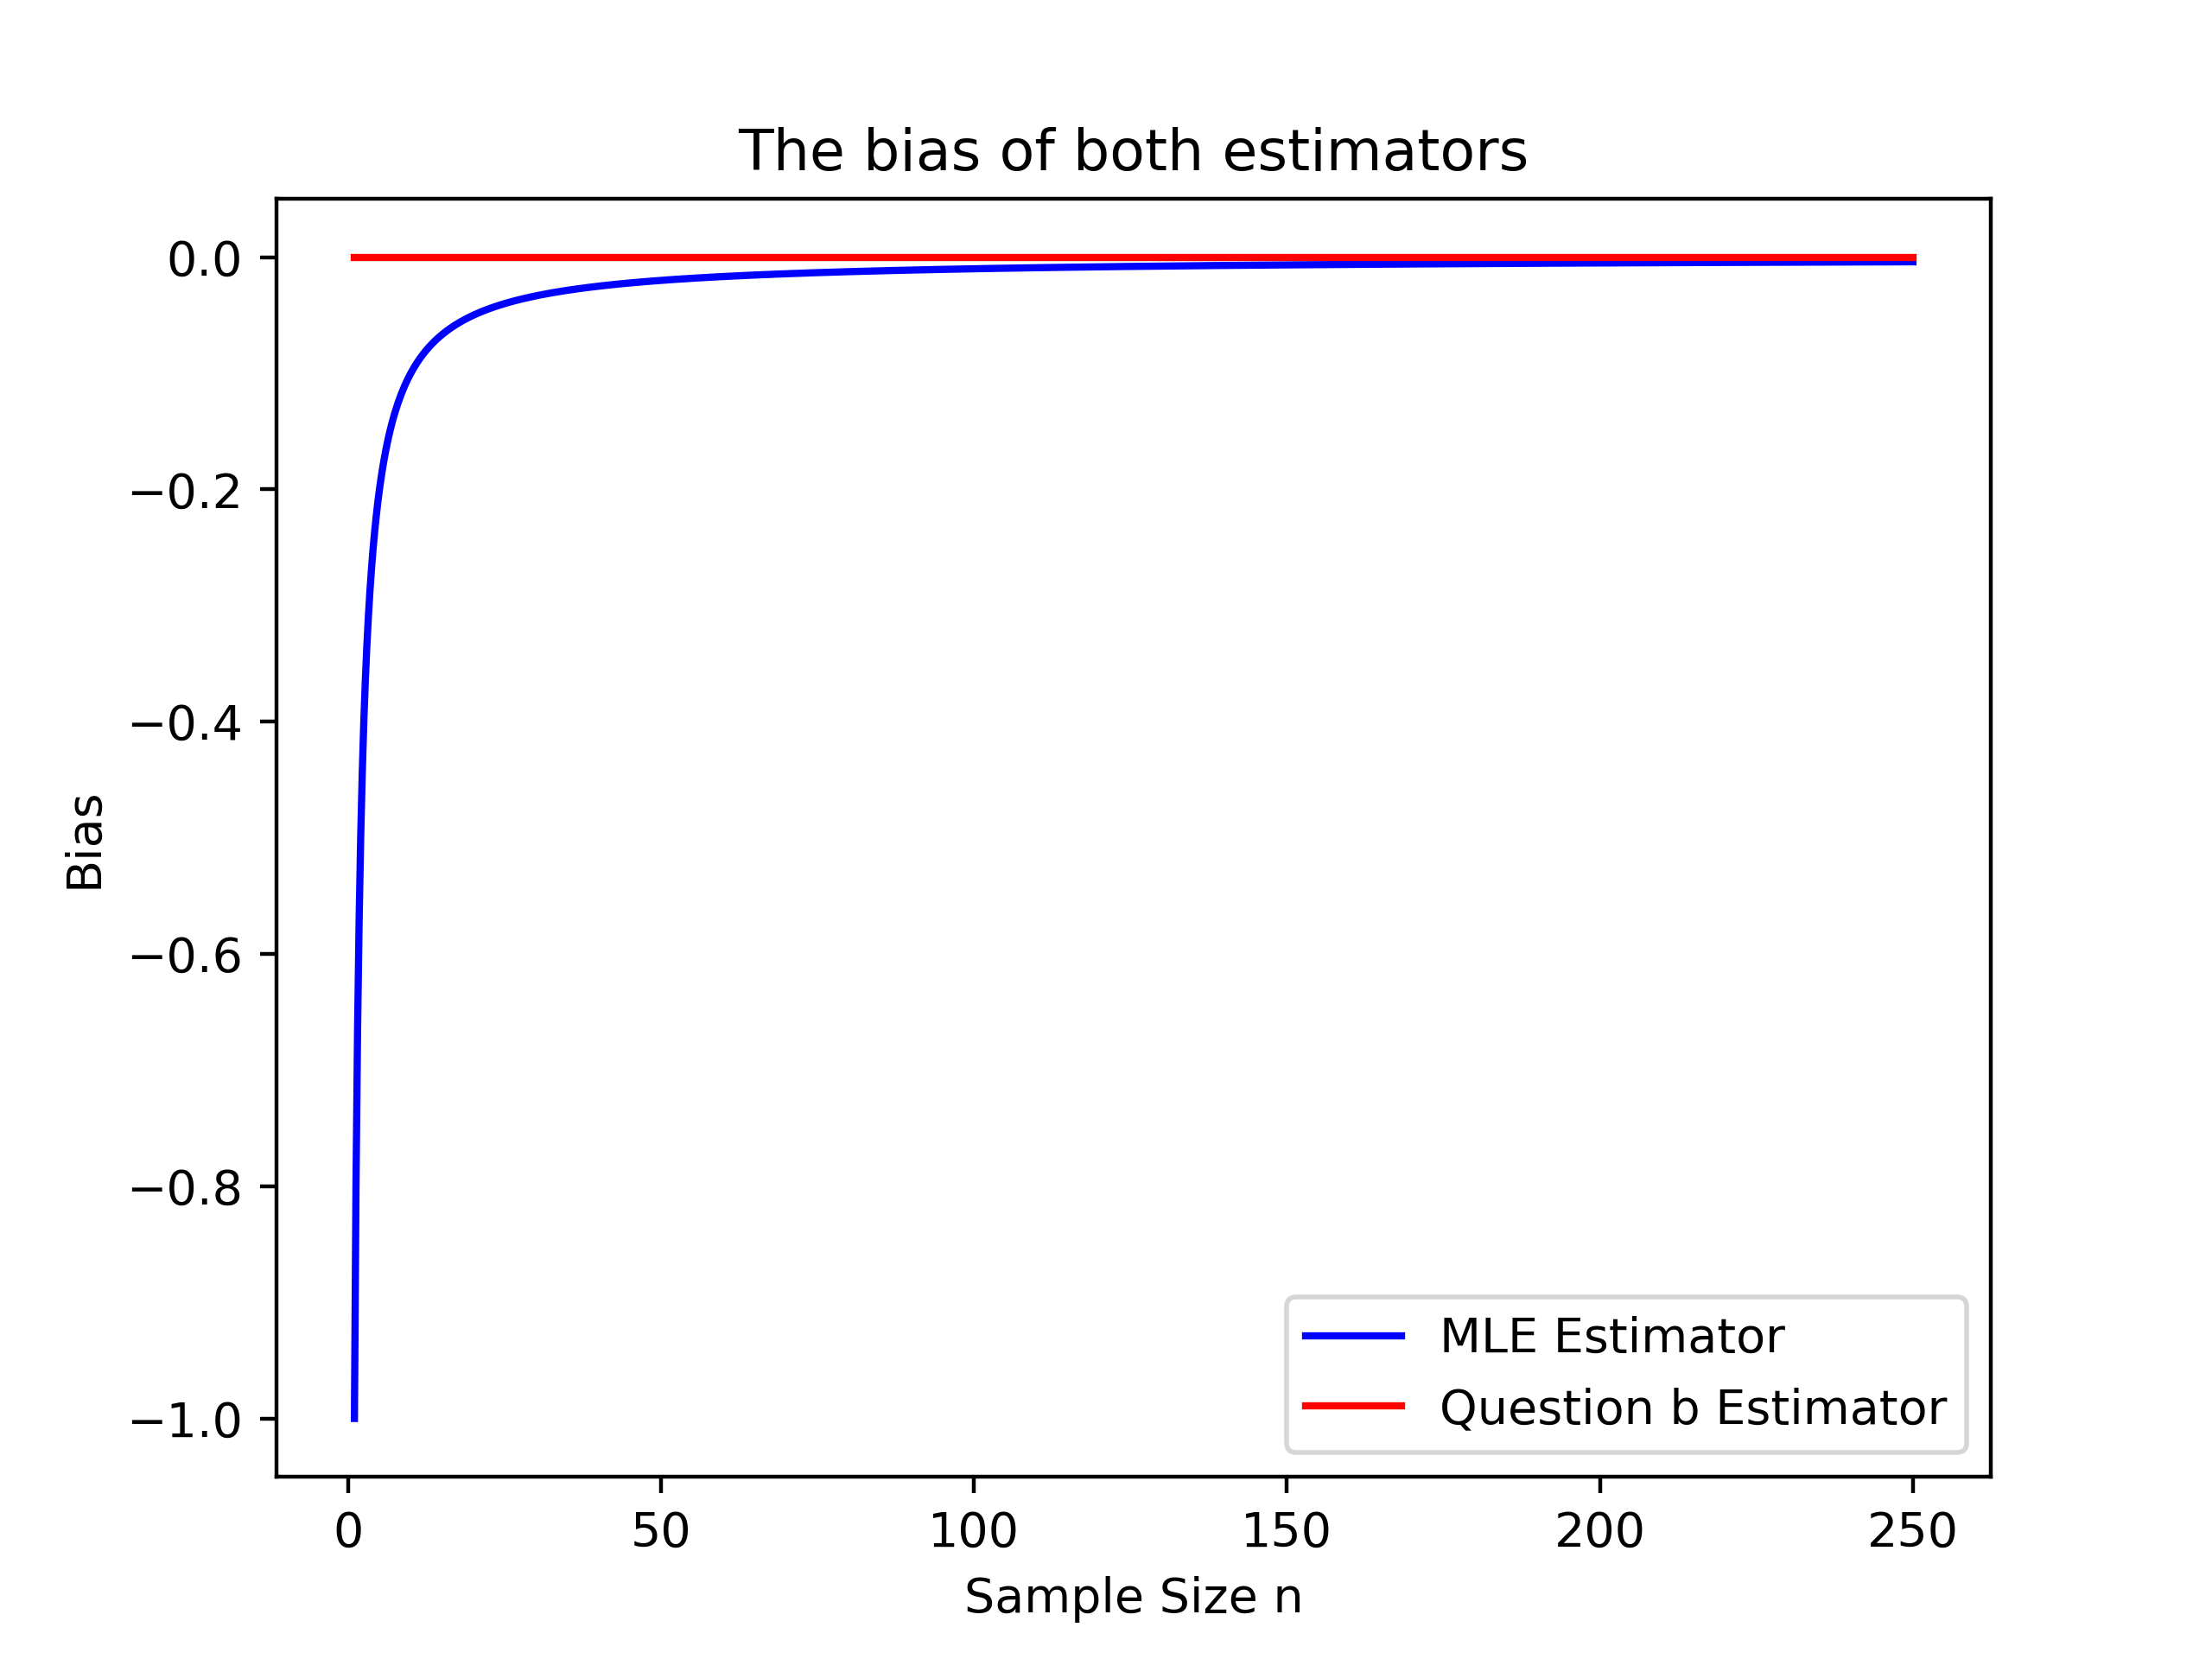 The bias of both estimators
0.0
−0.2
−0.4
−0.6
−0.8
−1.0
Bias
0 50 100 150 200 250
Sample Size n
MLE Estimator
Question b Estimator